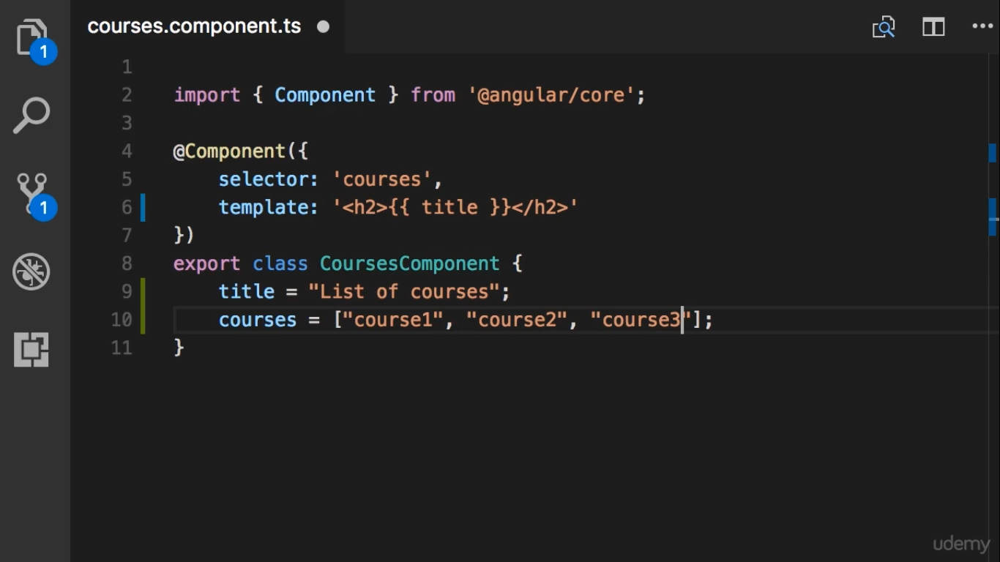 courses.component.ts
1
1
2 import { Component } from '@angular/core';
3
4 @Component({
5 selector: 'courses',
6 template: '<h2>{{ title }}</h2>'
7 })
8 export class CoursesComponent {
9 title = "List of courses";
10 courses = ["course1", "course2", "course3"];
11 }
1
udemy